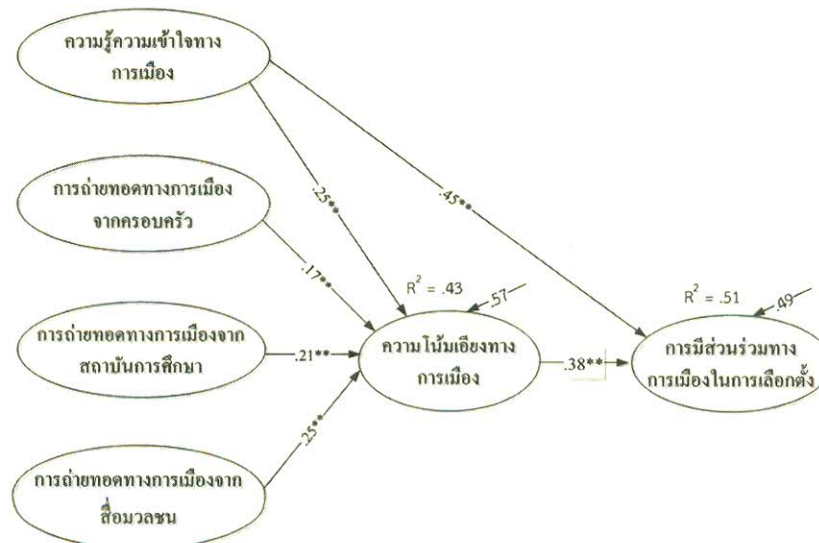 ความรู้ความเข้าใจทาง
การเมือง
.25**
.45**
การถ่ายทอดทางการเมือง
จากครอบครัว
.17**
R² = .43
.57
R² = .51
.49
การถ่ายทอดทางการเมืองจาก
สถาบันการศึกษา
.21**
ความโน้มเอียงทาง
การเมือง
.38**
การมีส่วนร่วมทาง
การเมืองในการเลือกตั้ง
.25**
การถ่ายทอดทางการเมืองจาก
สื่อมวลชน